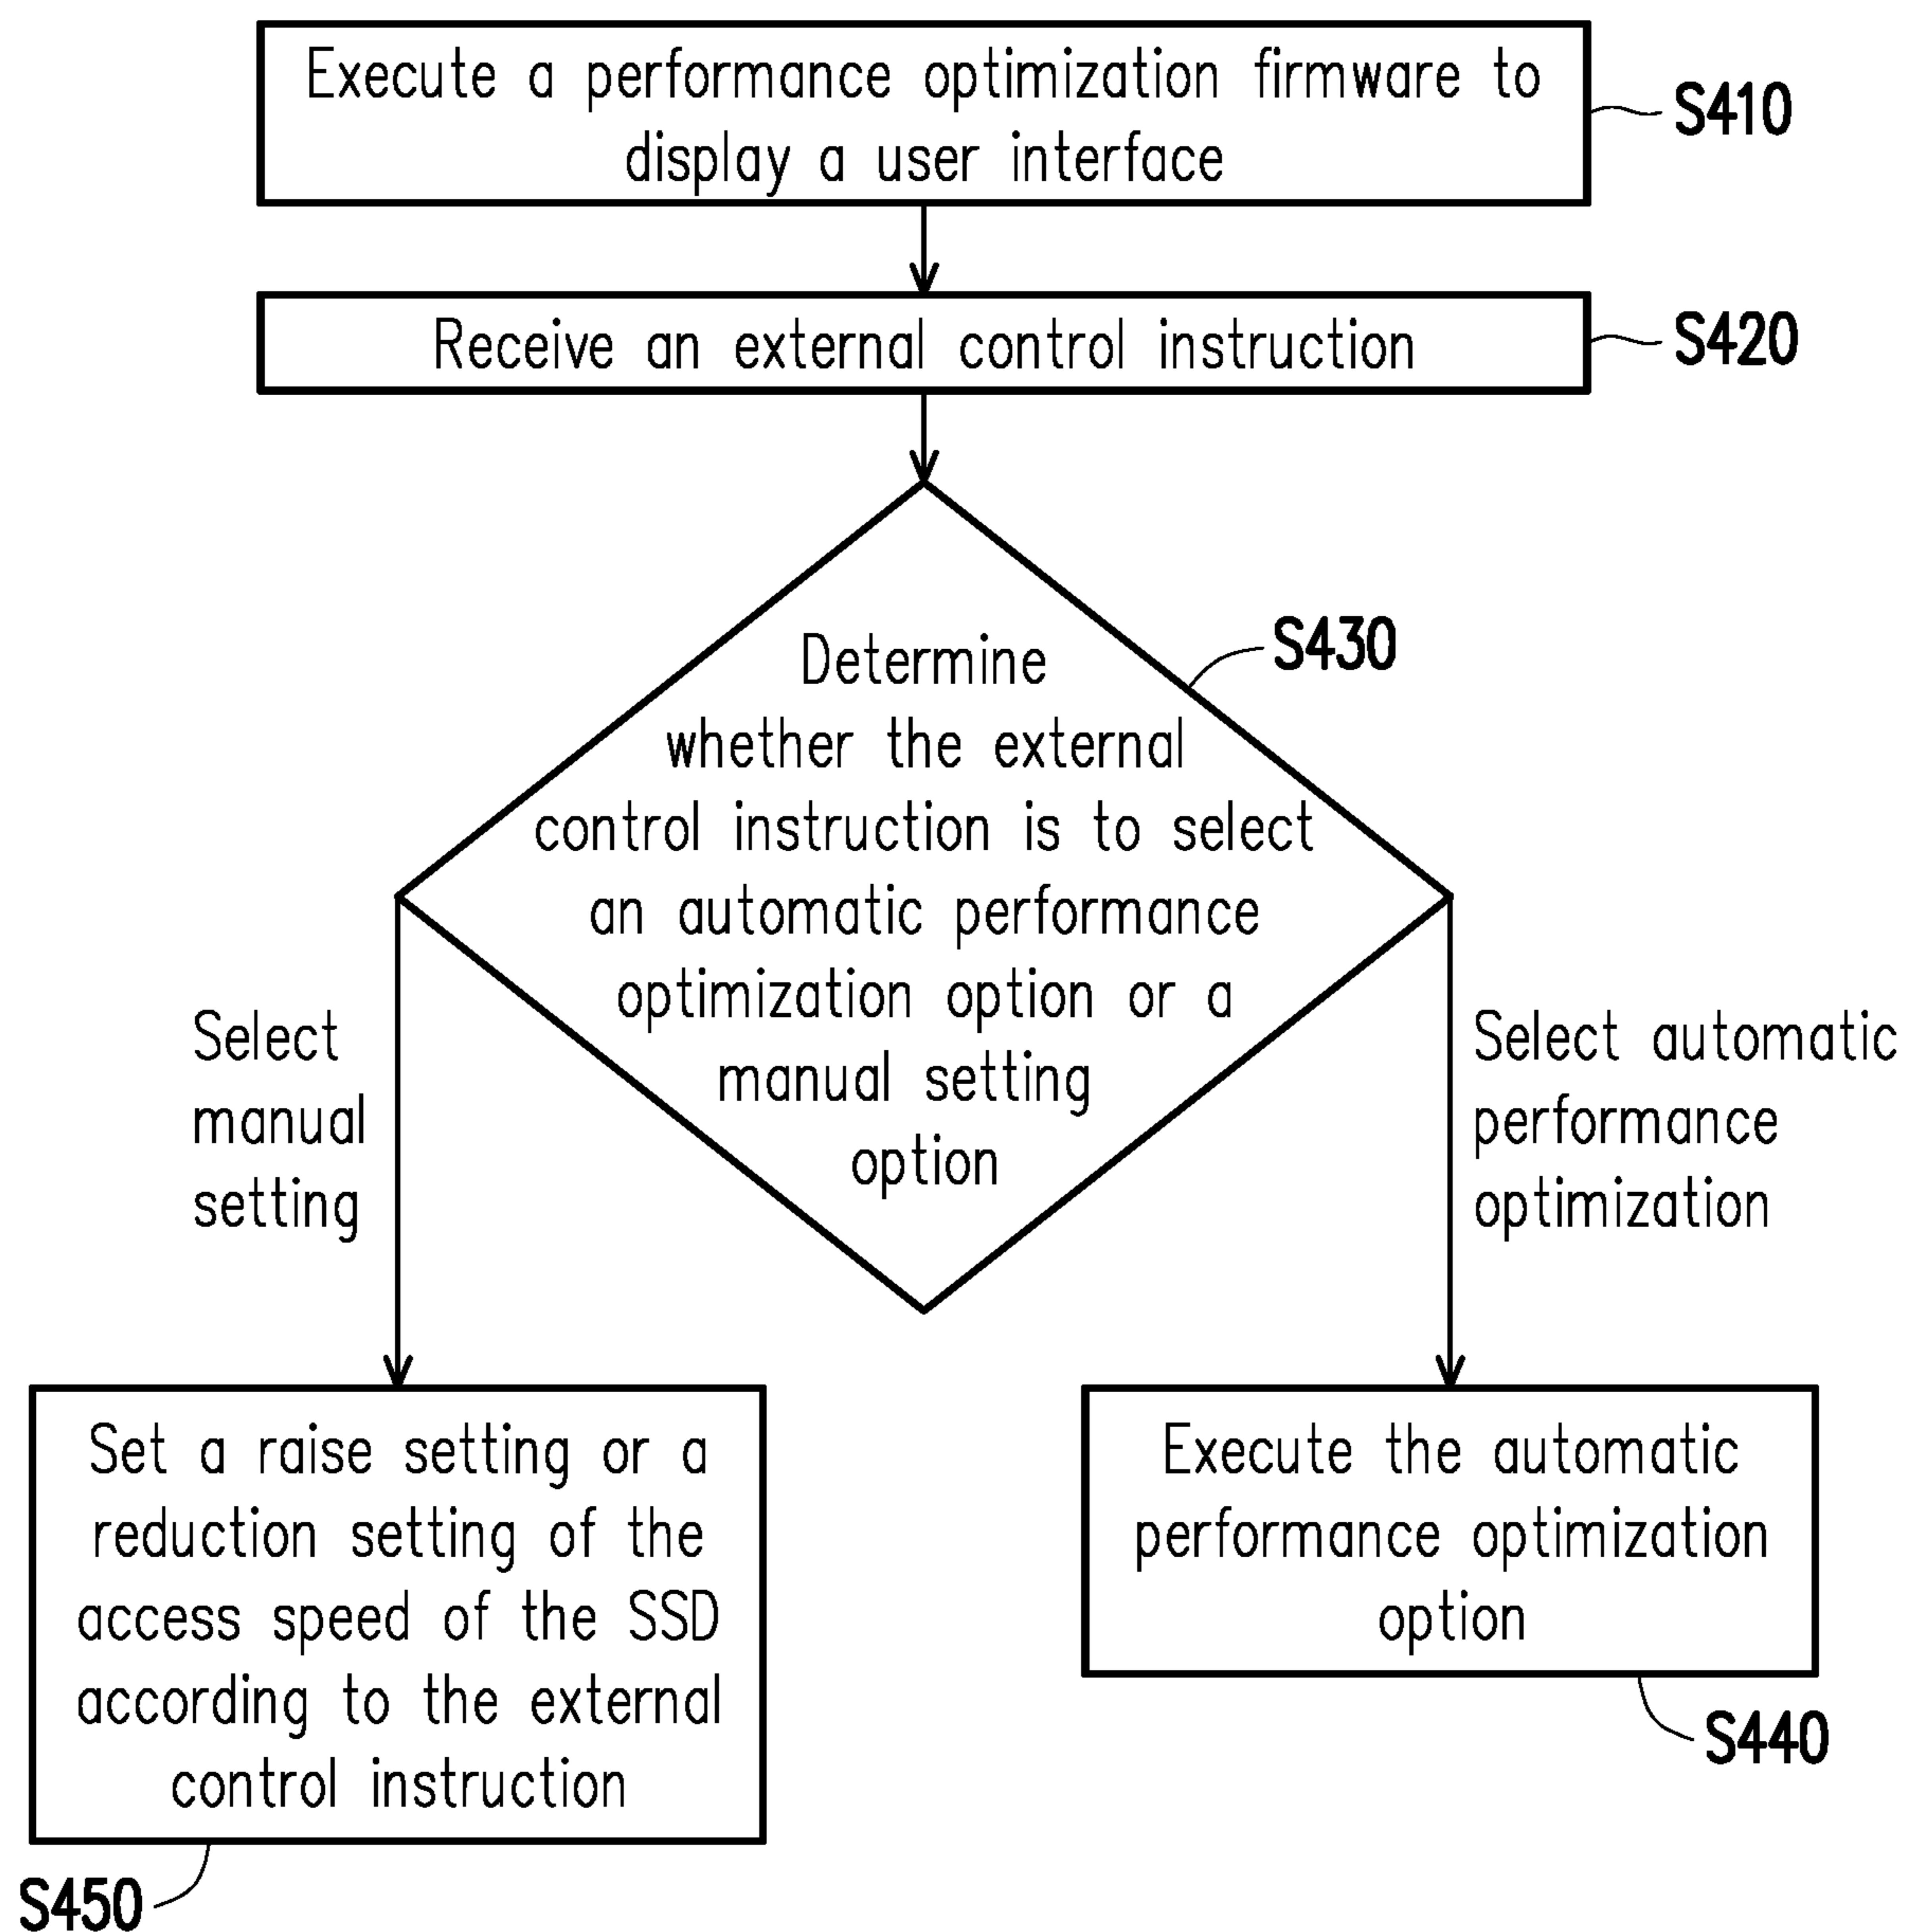 Execute a performance optimization firmware to
display a user interface
S410
Receive an external control instruction
S420
S430
Determine
whether the external
control instruction is to select
an automatic performance
optimization option or a
manual setting
option
Select
manual
setting
Select automatic
performance
optimization
Set a raise setting or a
reduction setting of the
access speed of the SSD
according to the external
control instruction
S450
Execute the automatic
performance optimization
option
S440